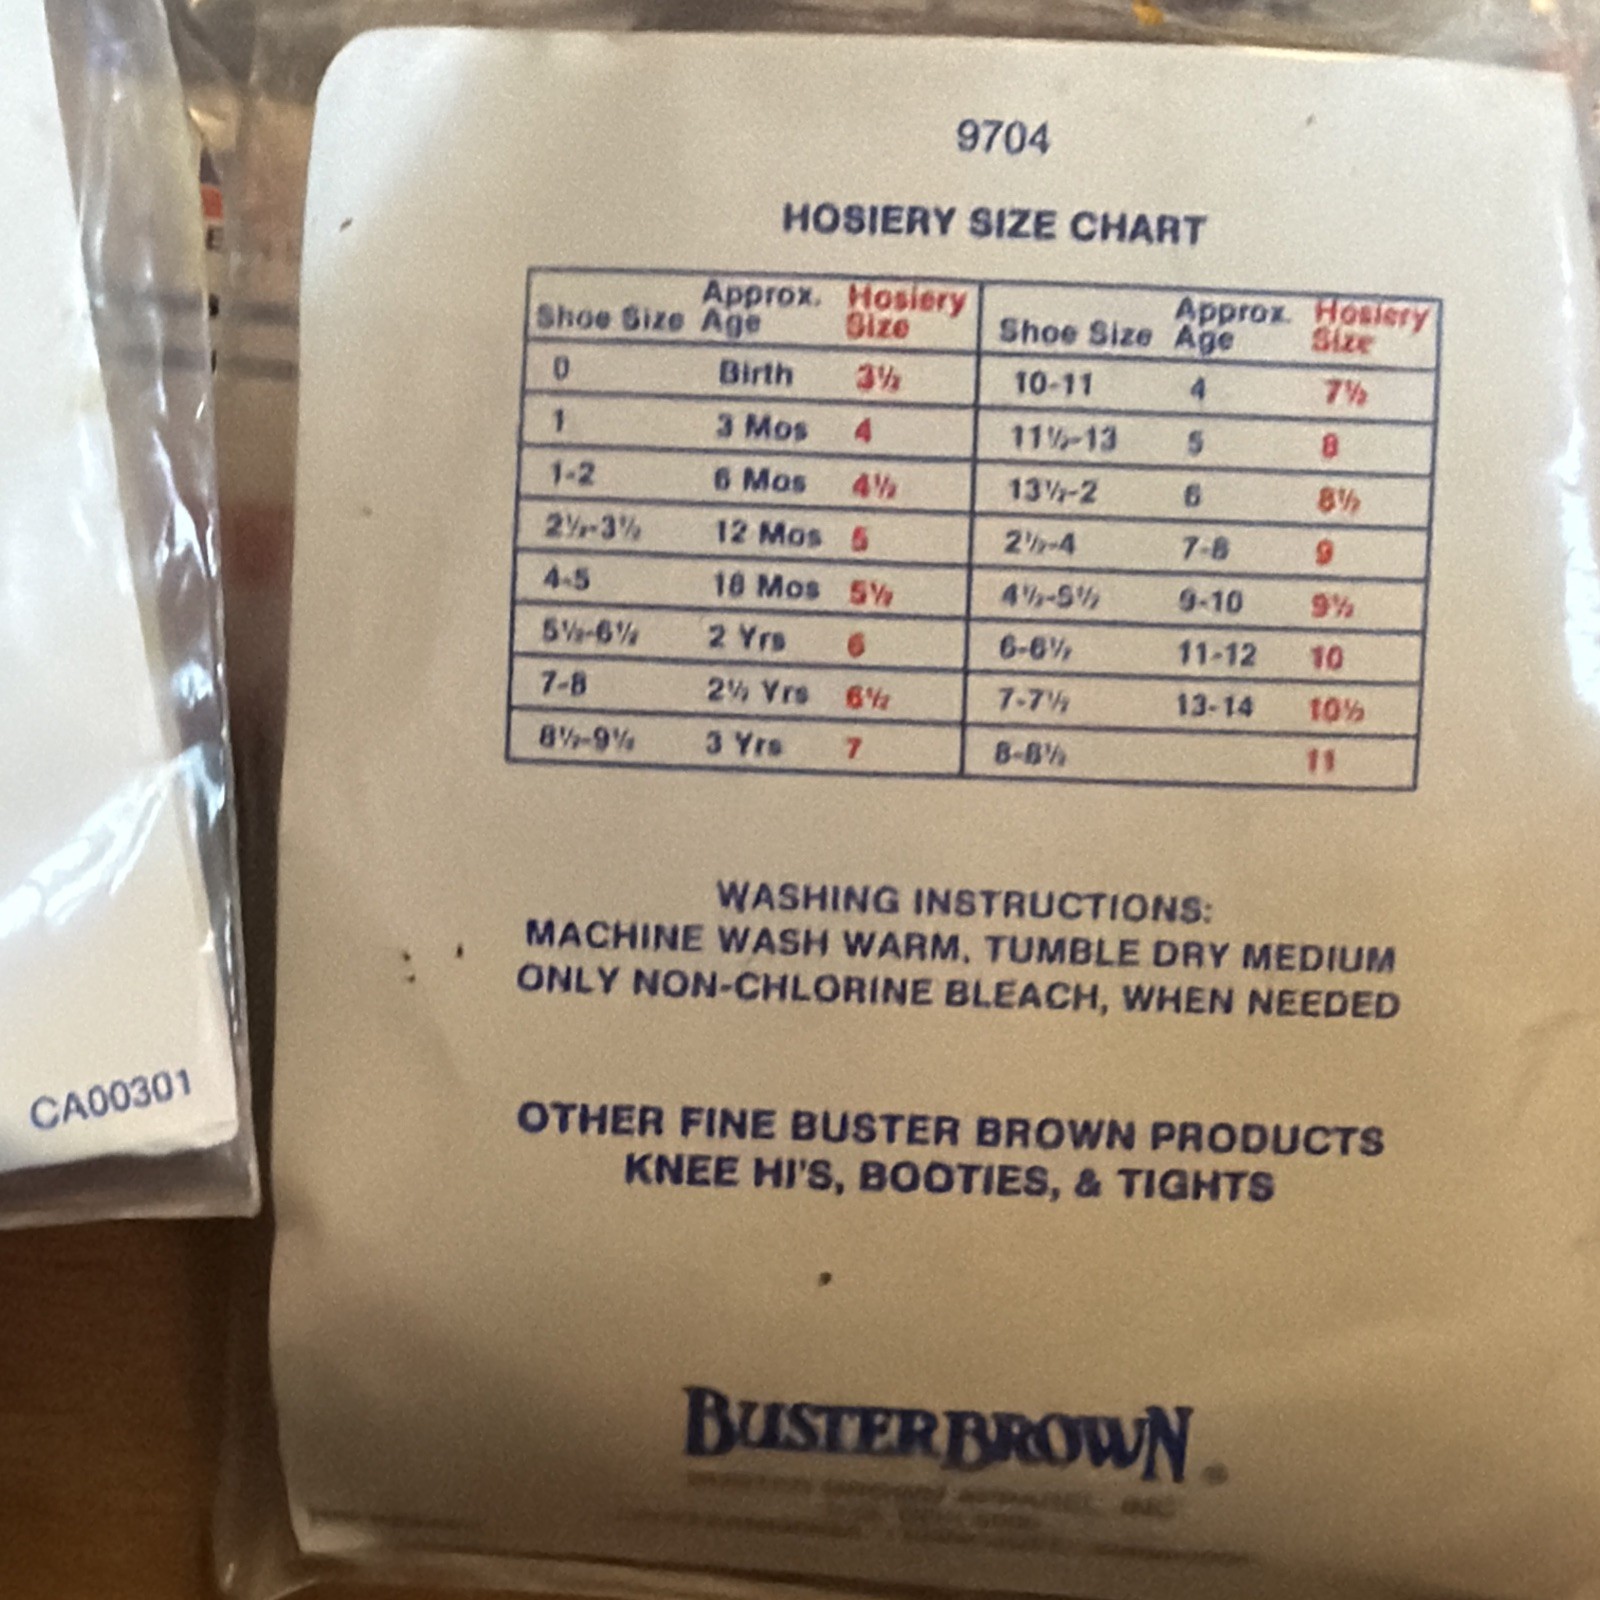 9704
HOSIERY SIZE CHART
Shoe Size Approx. Age Hosiery Size Shoe Size Approx. Age Hosiery Size
0 Birth 3½ 10-11 4 7½
1 3 Mos 4 11½-13 5 8
1-2 6 Mos 4½ 13½-2 6 8½
2½-3½ 12 Mos 5 2½-4 7-8 9
4-5 18 Mos 5½ 4½-5½ 9-10 9½
5½-6½ 2 Yrs 6 6-6½ 11-12 10
7-8 2½ Yrs 6½ 7-7½ 13-14 10½
8½-9½ 3 Yrs 7 8-8½ 11
WASHING INSTRUCTIONS:
MACHINE WASH WARM, TUMBLE DRY MEDIUM
ONLY NON-CHLORINE BLEACH, WHEN NEEDED
CA00301
OTHER FINE BUSTER BROWN PRODUCTS
KNEE HI'S, BOOTIES, & TIGHTS
BUSTER BROWN®
BUSTER BROWN APPAREL, INC.